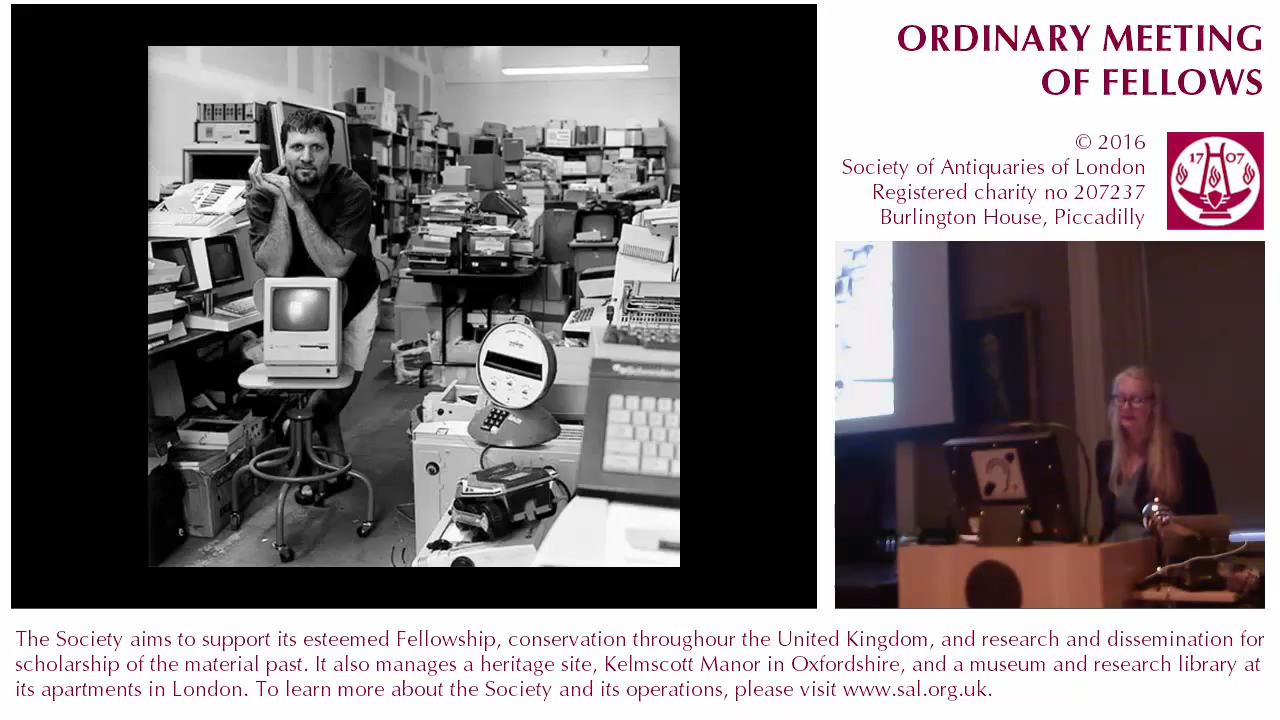 ORDINARY MEETING
OF FELLOWS
© 2016
Society of Antiquaries of London
Registered charity no 207237
Burlington House, Piccadilly
17 07
The Society aims to support its esteemed Fellowship, conservation throughour the United Kingdom, and research and dissemination for
scholarship of the material past. It also manages a heritage site, Kelmscott Manor in Oxfordshire, and a museum and research library at
its apartments in London. To learn more about the Society and its operations, please visit www.sal.org.uk.